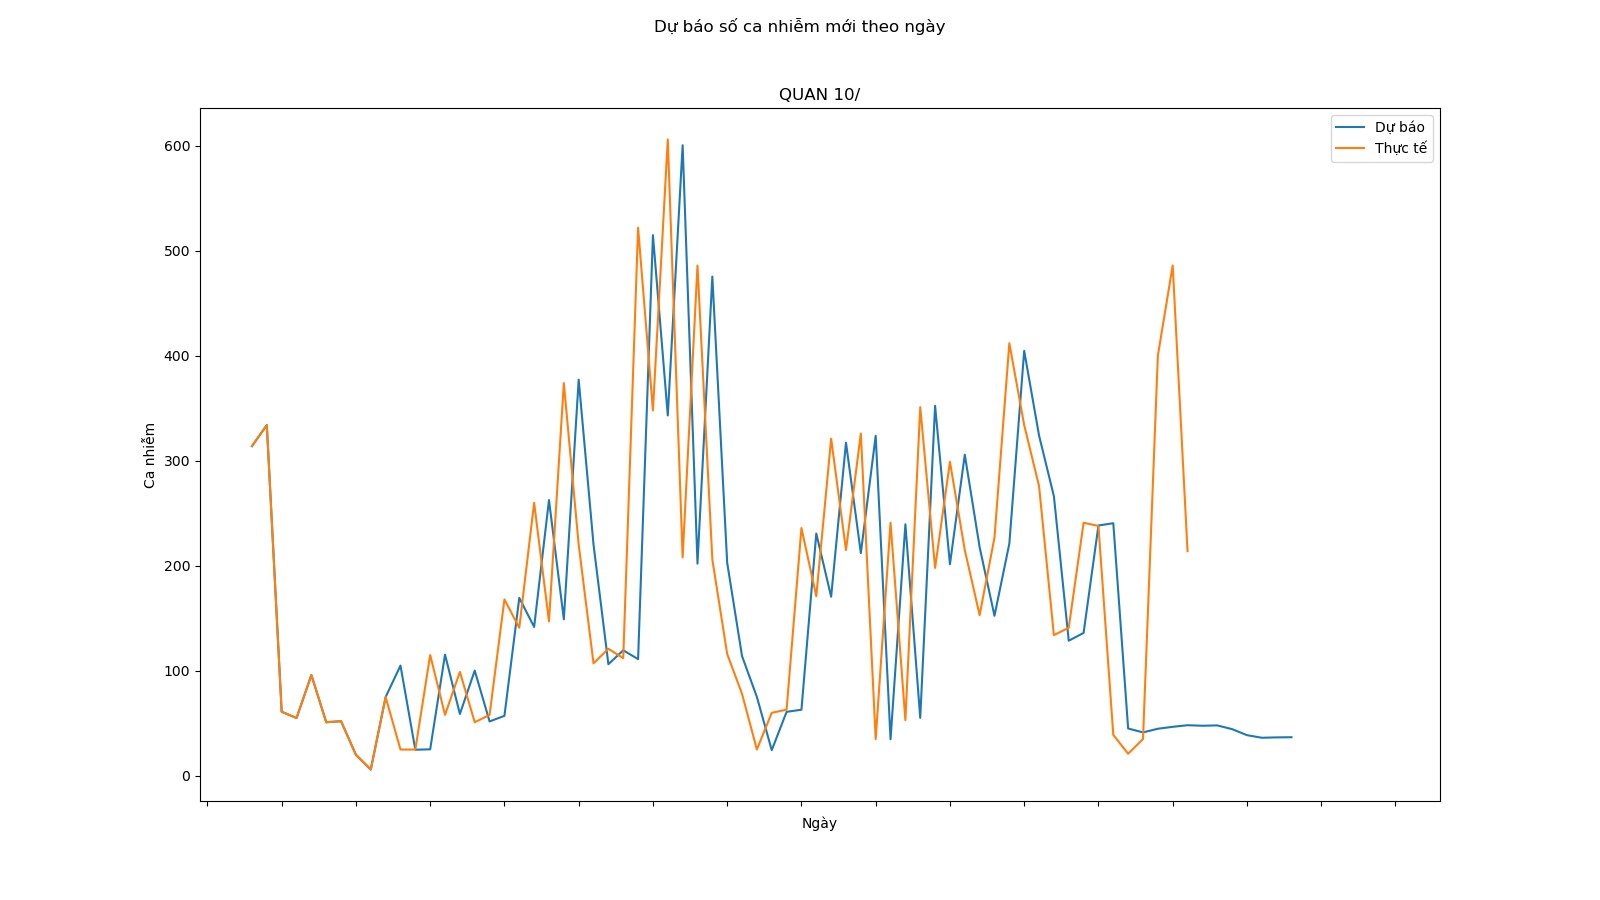 Dự báo số ca nhiễm mới theo ngày
QUAN 10/
Dự báo
Thực tế
600
500
400
300
200
100
0
Ca nhiễm
Ngày